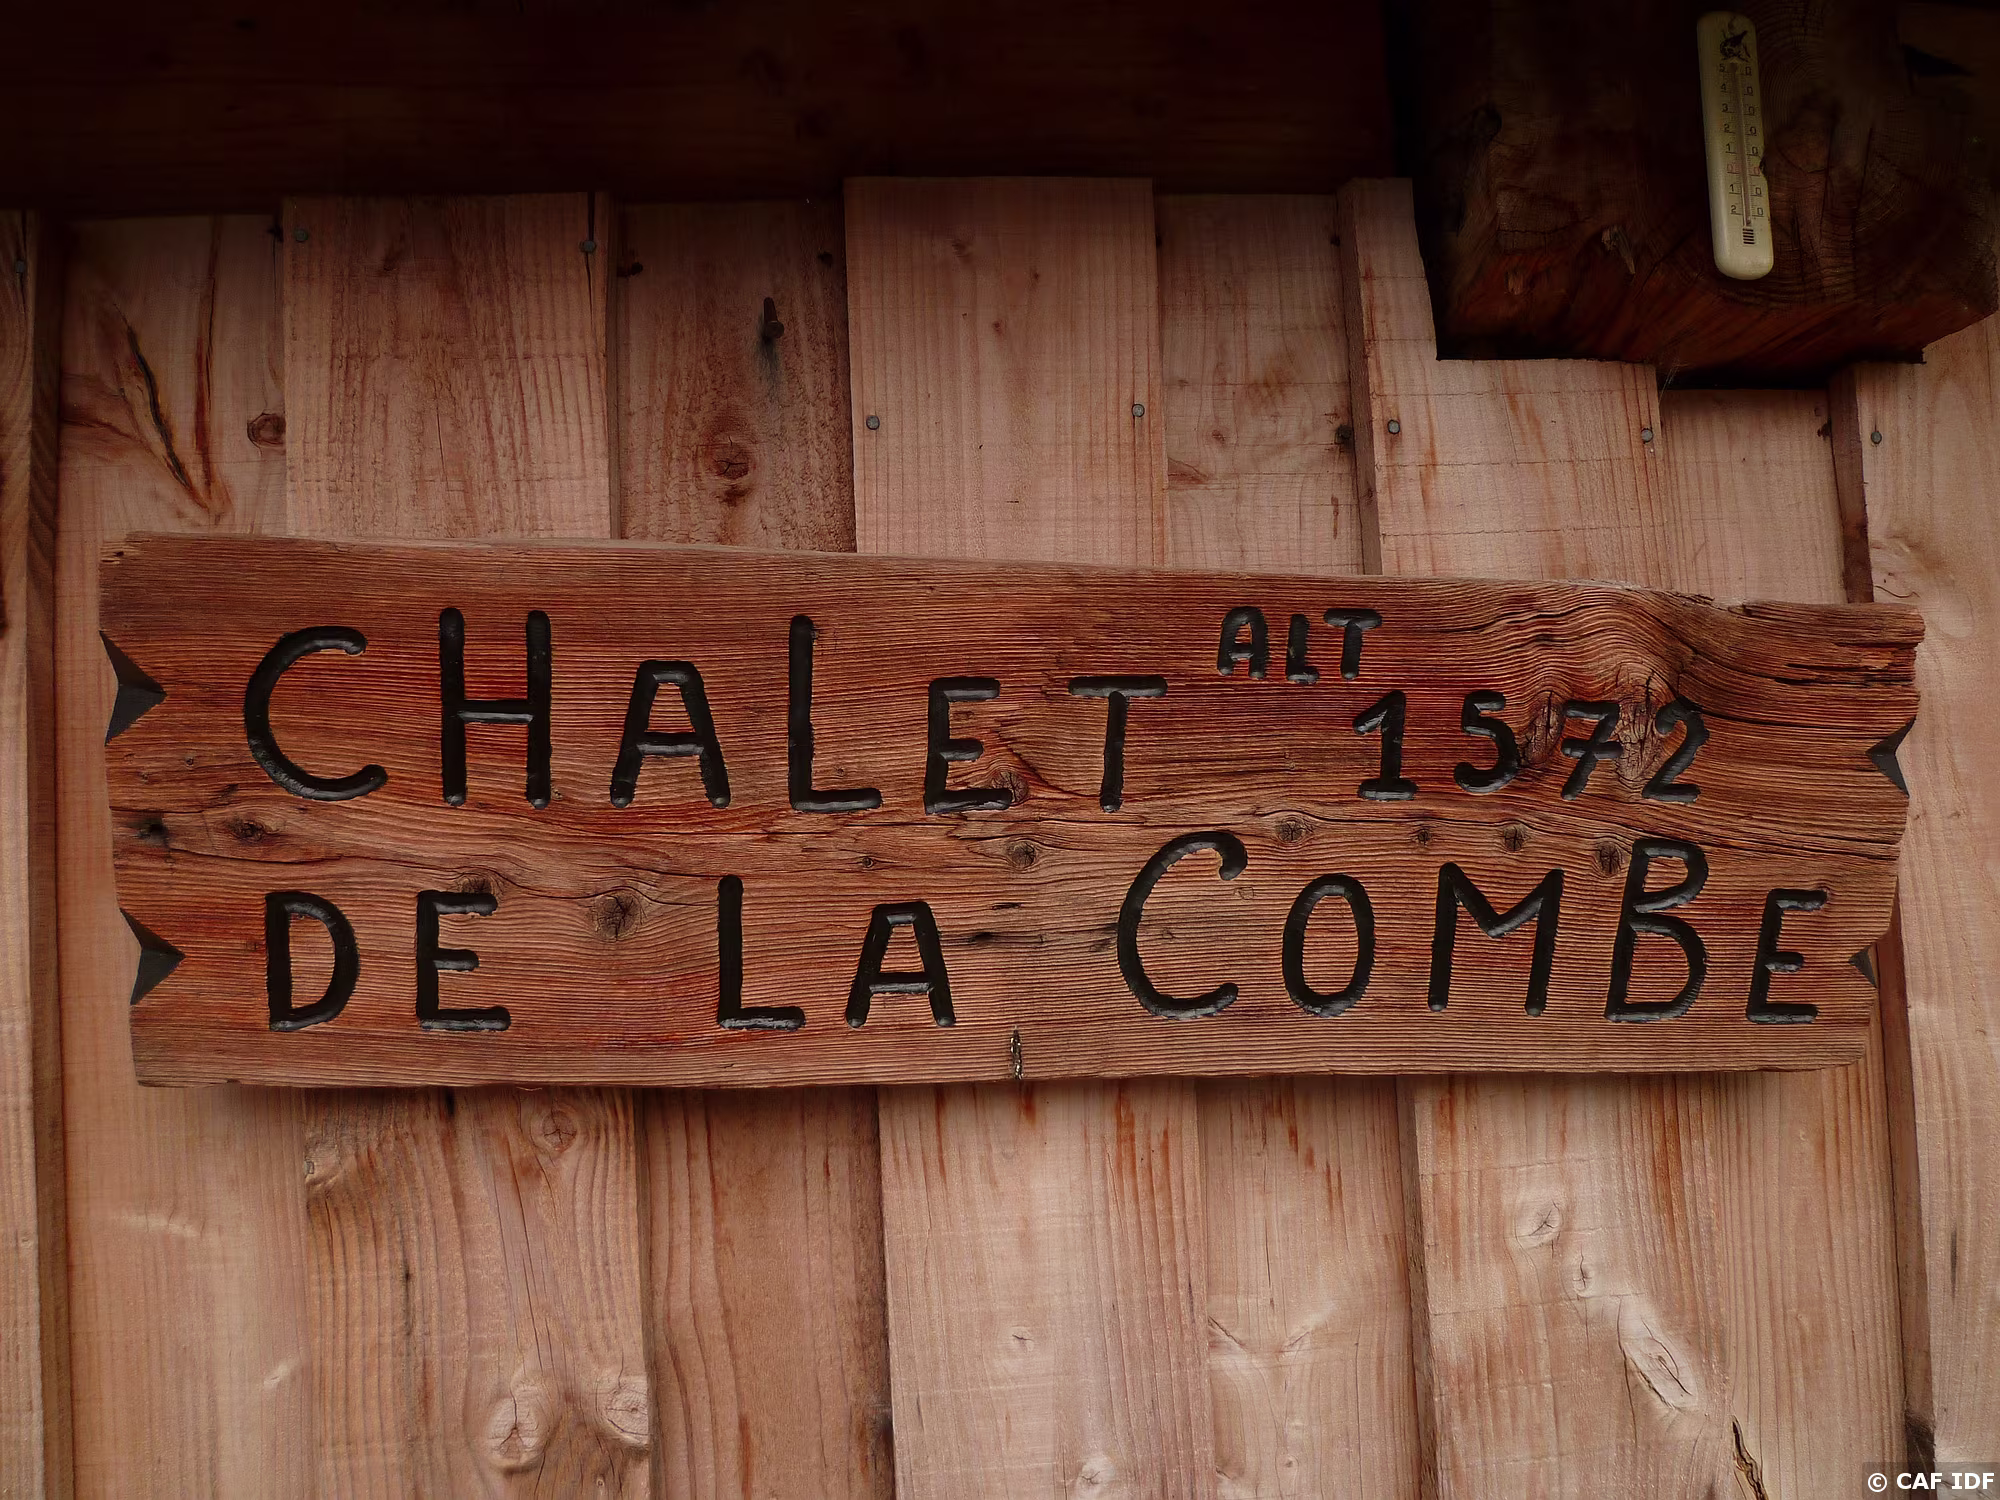 CHALET ALT 1572
DE LA COMBE
© CAF IDF